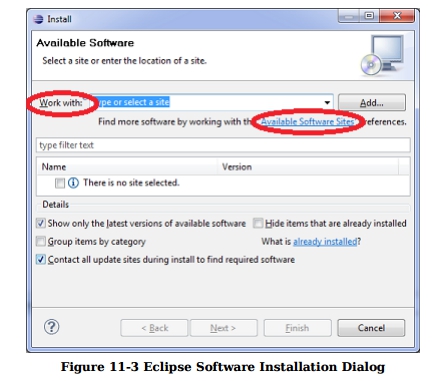 Install
Available Software
Select a site or enter the location of a site.
Work with: type or select a site Add...
Find more software by working with the Available Software Sites preferences.
type filter text
Name Version
There is no site selected.
Details
Show only the latest versions of available software Hide items that are already installed
Group items by category What is already installed?
Contact all update sites during install to find required software
? < Back Next > Finish Cancel
Figure 11-3 Eclipse Software Installation Dialog